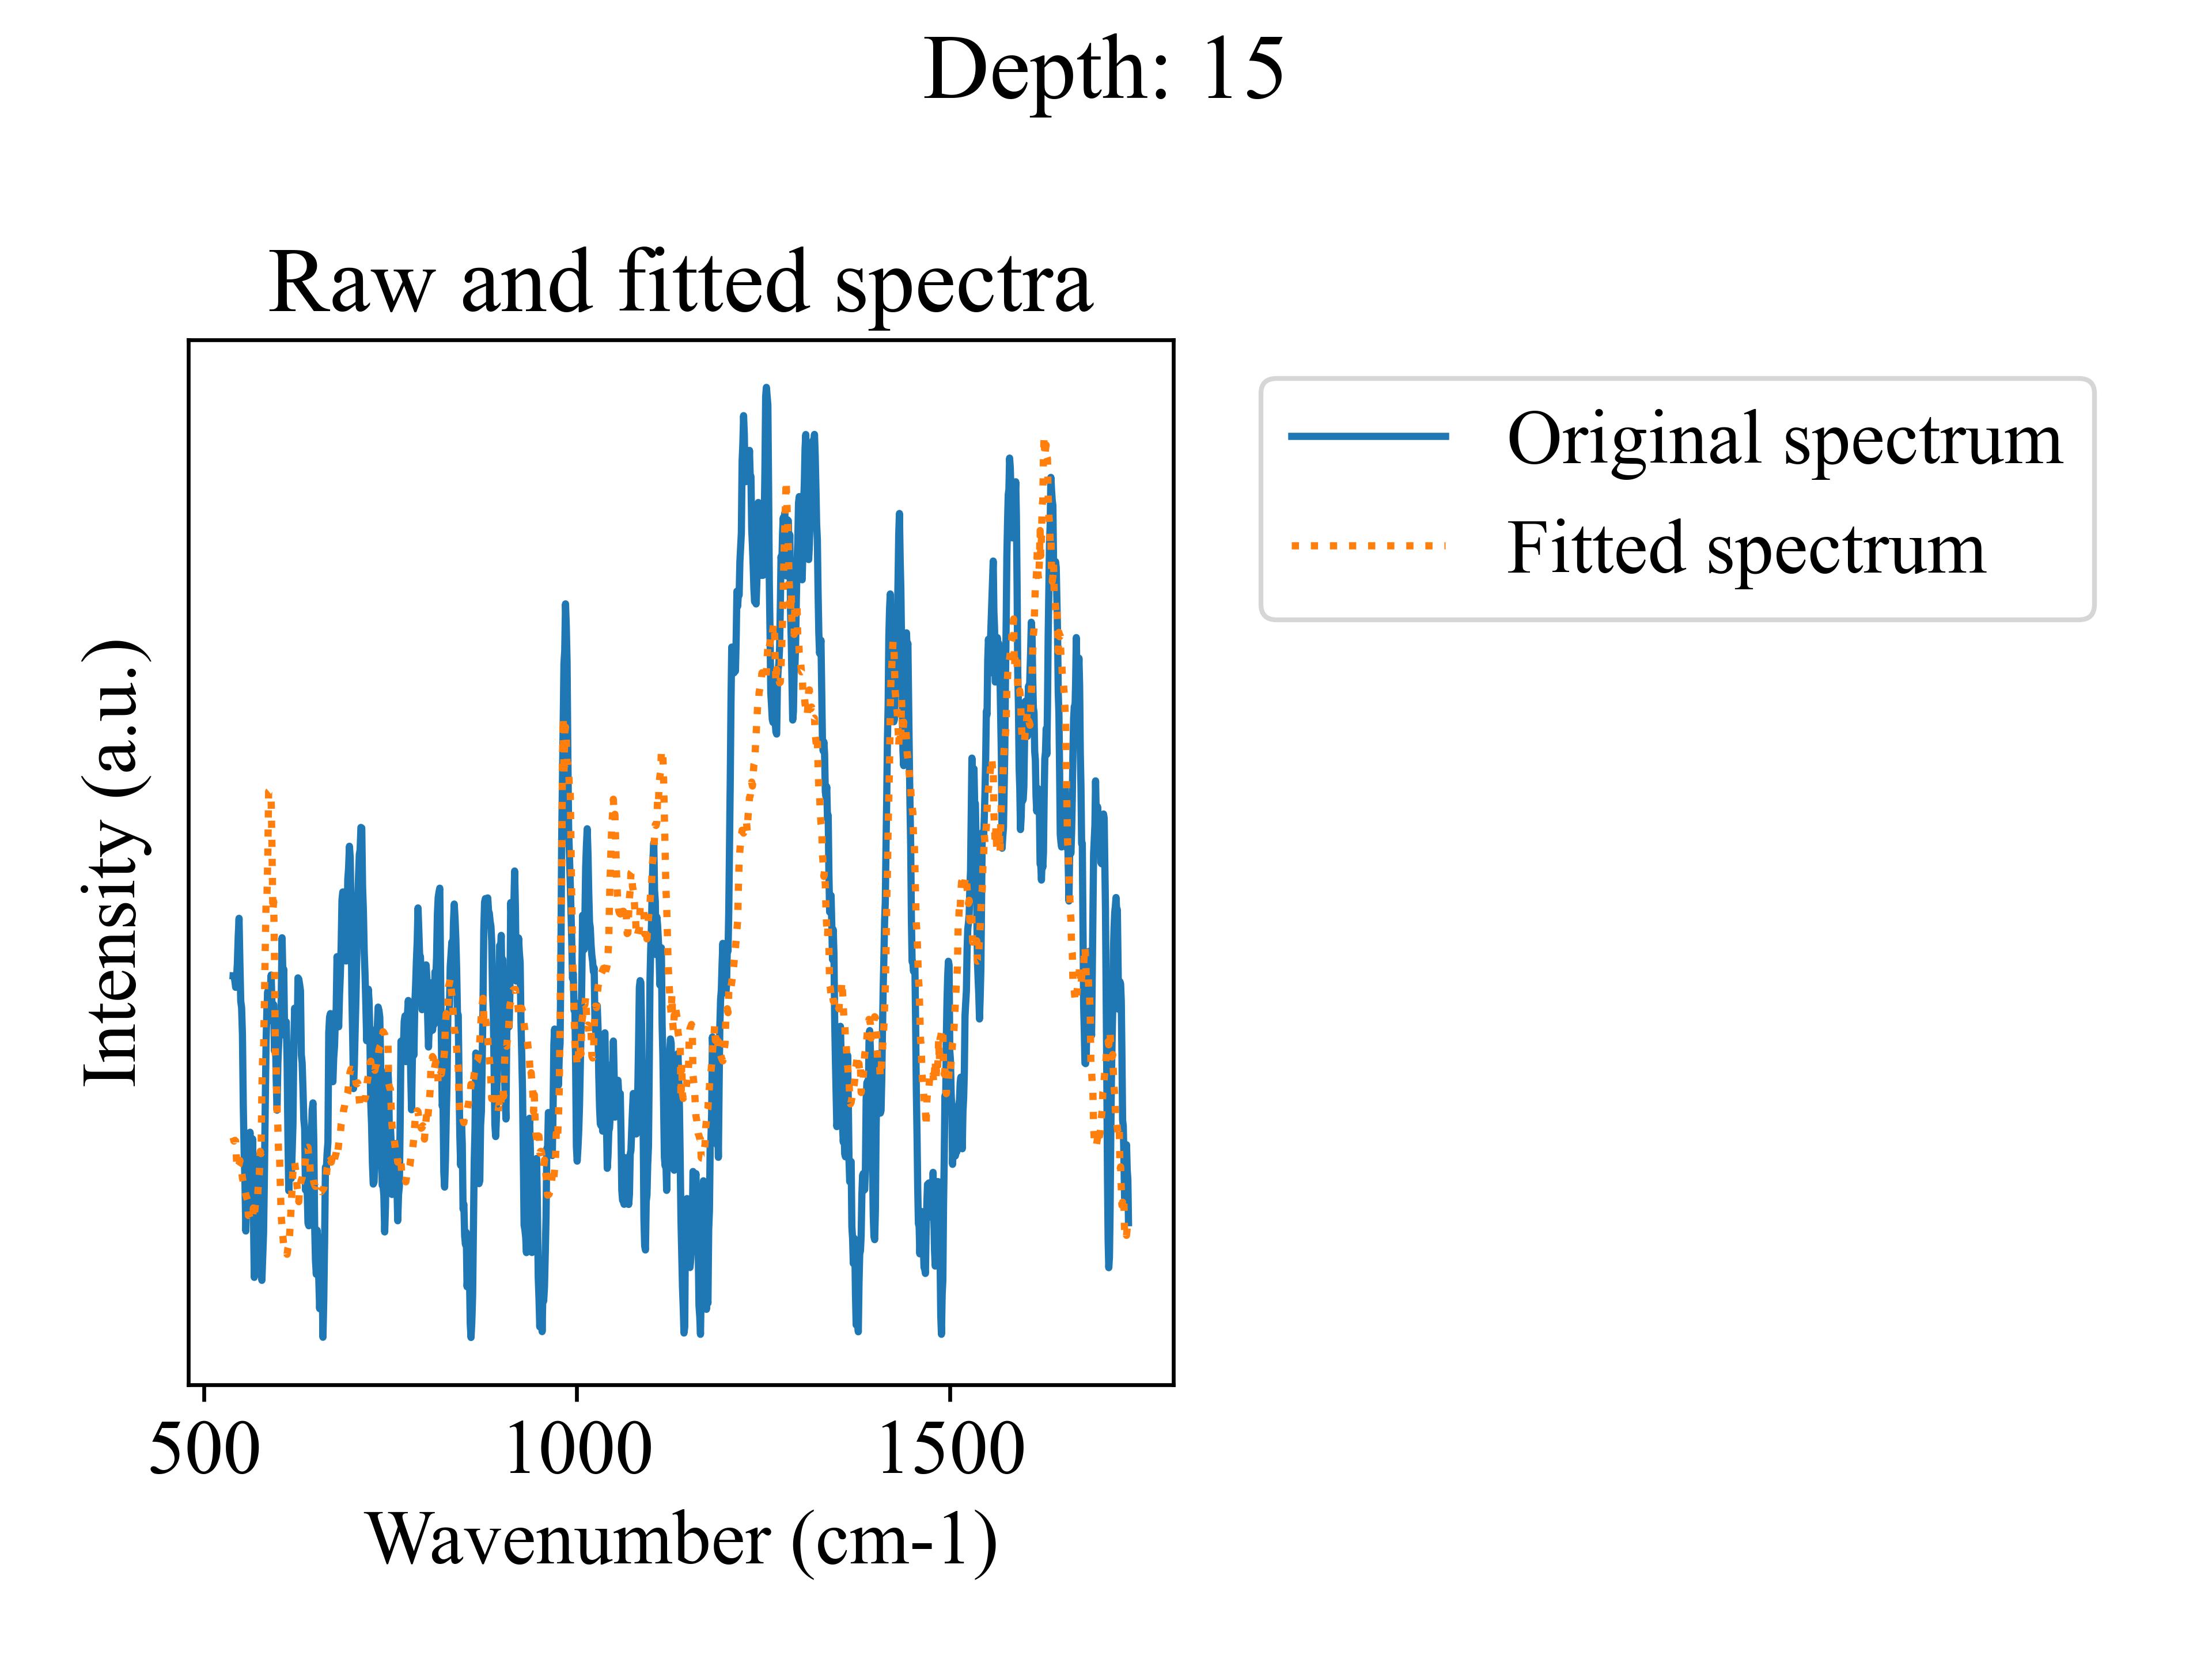 Depth: 15
Raw and fitted spectra
Original spectrum
Fitted spectrum
Intensity (a.u.)
500 1000 1500
Wavenumber (cm-1)